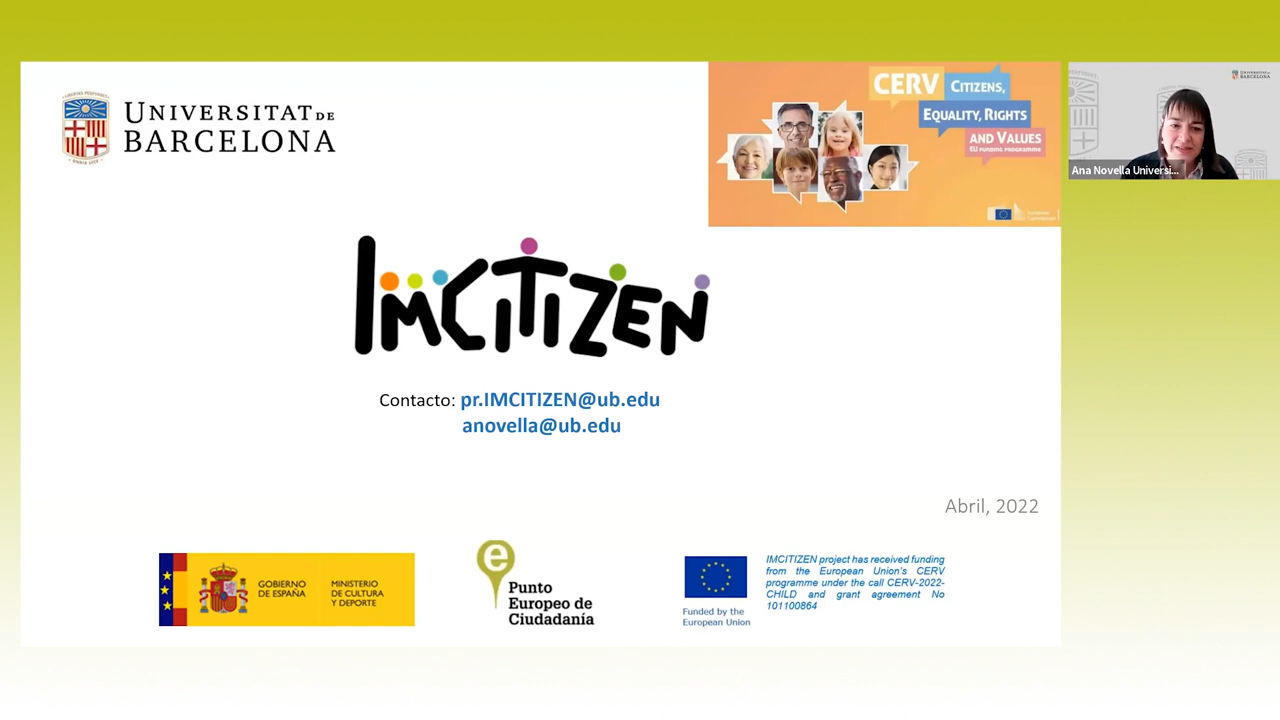 UNIVERSITAT DE
BARCELONA
CERV CITIZENS,
EQUALITY, RIGHTS
AND VALUES
EU FUNDING PROGRAMME
UNIVERSITAT DE
BARCELONA
Ana Novella Universi...
IMCITIZEN
Contacto: pr.IMCITIZEN@ub.edu
anovella@ub.edu
Abril, 2022
GOBIERNO
DE ESPAÑA
MINISTERIO
DE CULTURA
Y DEPORTE
e
Punto
Europeo de
Ciudadanía
Funded by the
European Union
IMCITIZEN project has received funding
from the European Union's CERV
programme under the call CERV-2022-
CHILD and grant agreement No
101100864